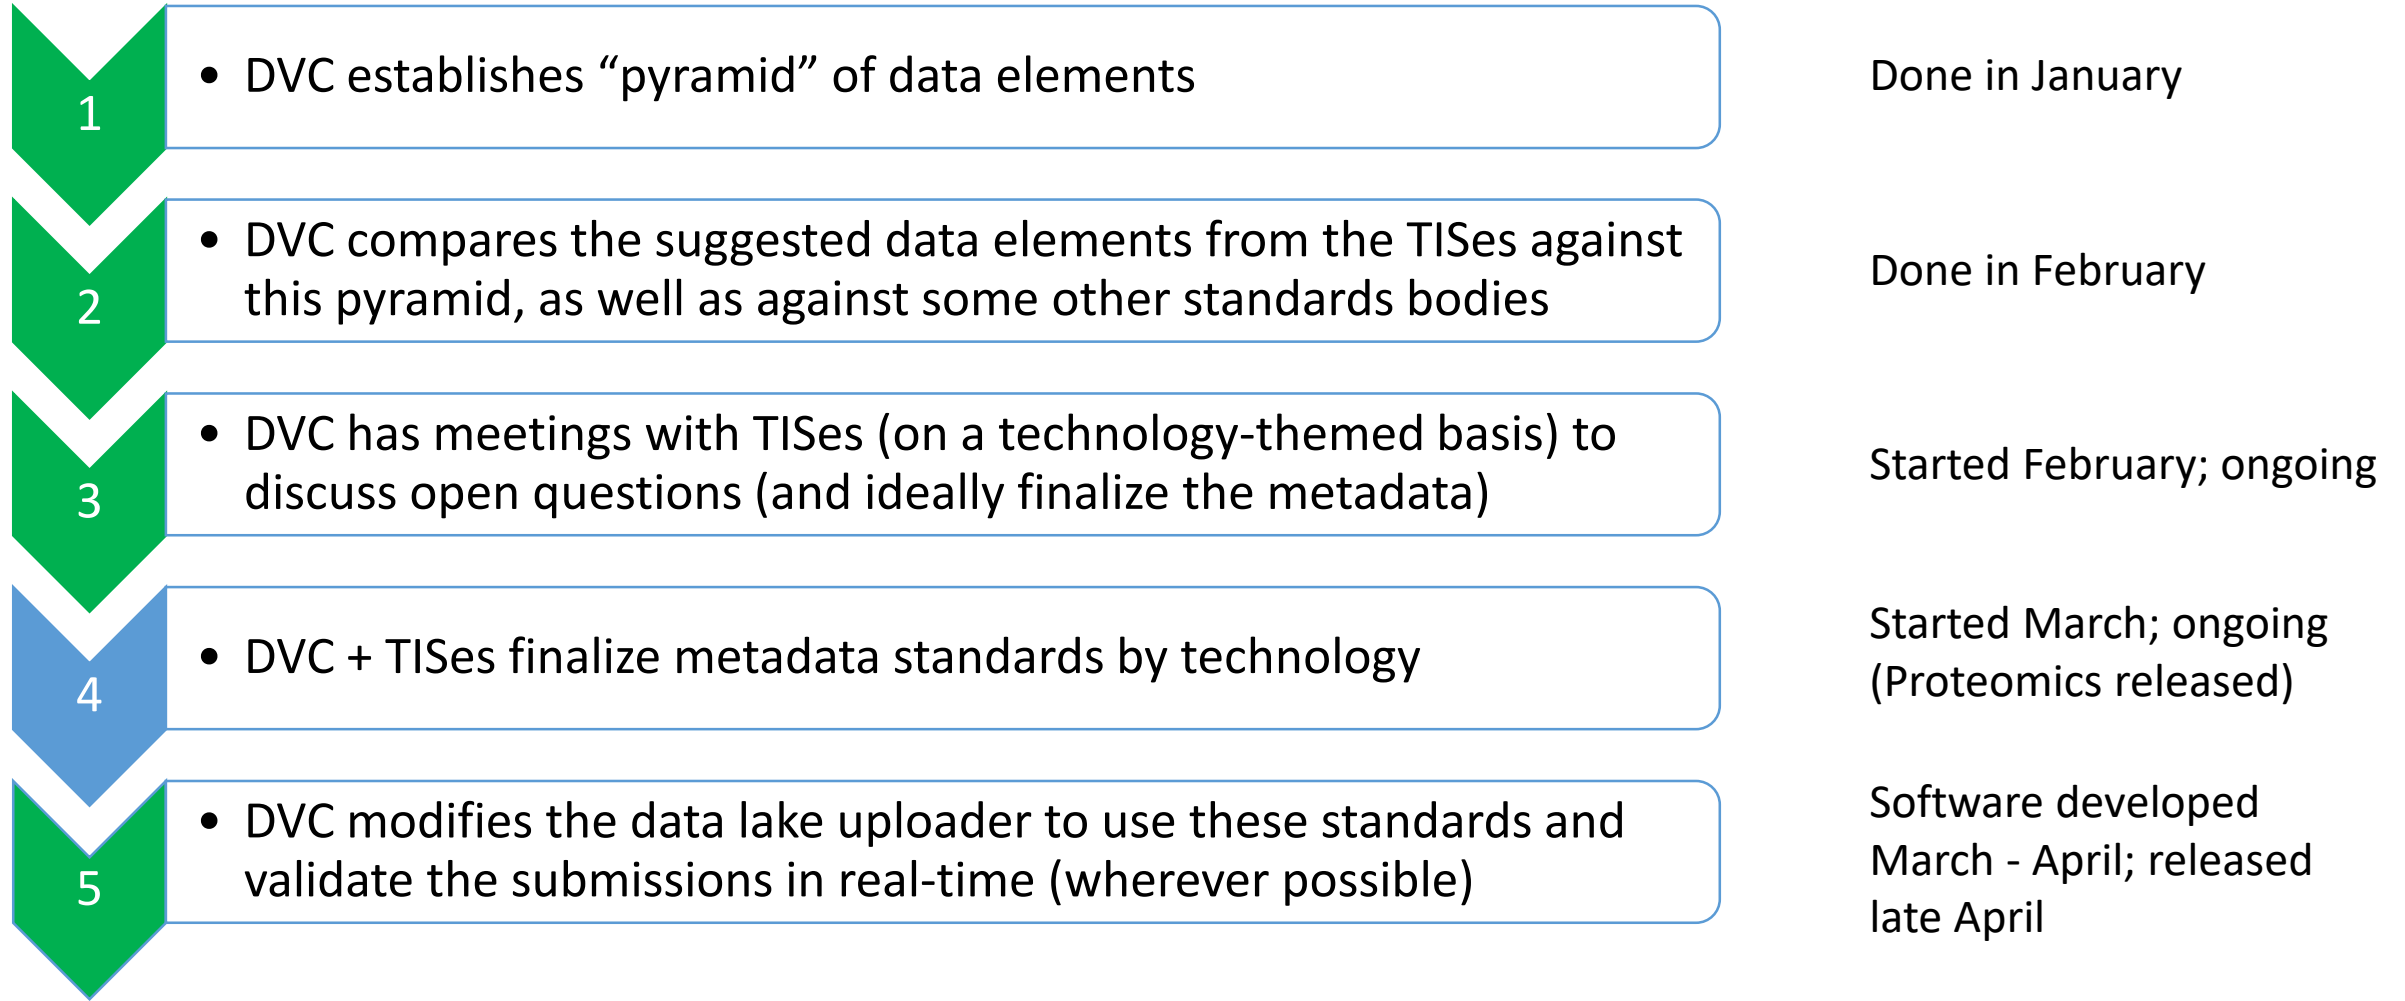 1
• DVC establishes “pyramid” of data elements
Done in January
2
• DVC compares the suggested data elements from the TISes against
this pyramid, as well as against some other standards bodies
Done in February
3
• DVC has meetings with TISes (on a technology-themed basis) to
discuss open questions (and ideally finalize the metadata)
Started February; ongoing
4
• DVC + TISes finalize metadata standards by technology
Started March; ongoing
(Proteomics released)
5
• DVC modifies the data lake uploader to use these standards and
validate the submissions in real-time (wherever possible)
Software developed
March - April; released
late April